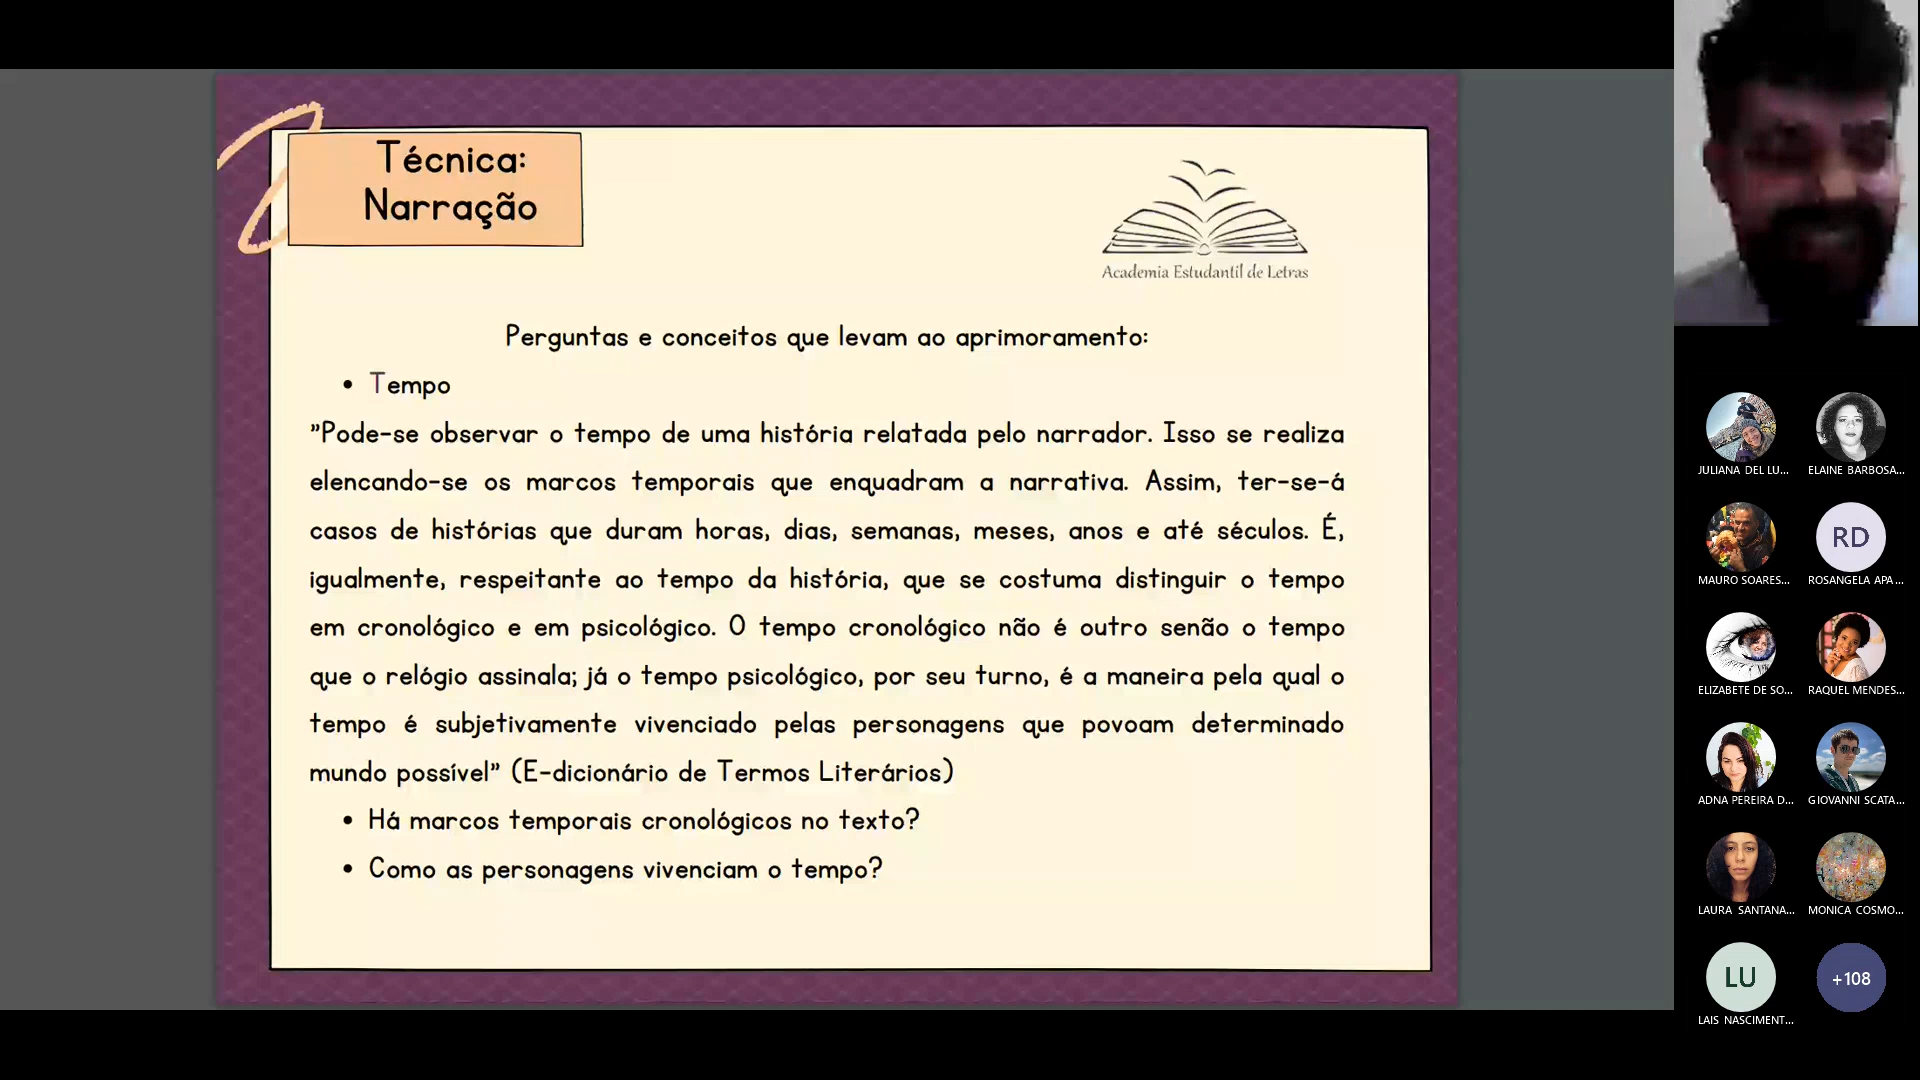 Técnica:
Narração
Academia Estudantil de Letras
Perguntas e conceitos que levam ao aprimoramento:
• Tempo
”Pode-se observar o tempo de uma história relatada pelo narrador. Isso se realiza
elencando-se os marcos temporais que enquadram a narrativa. Assim, ter-se-á
casos de histórias que duram horas, dias, semanas, meses, anos e até séculos. É,
igualmente, respeitante ao tempo da história, que se costuma distinguir o tempo
em cronológico e em psicológico. O tempo cronológico não é outro senão o tempo
que o relógio assinala; já o tempo psicológico, por seu turno, é a maneira pela qual o
tempo é subjetivamente vivenciado pelas personagens que povoam determinado
mundo possível” (E-dicionário de Termos Literários)
• Há marcos temporais cronológicos no texto?
• Como as personagens vivenciam o tempo?
JULIANA DEL LU... ELAINE BARBOSA...
RD
MAURO SOARES... ROSANGELA APA...
ELIZABETE DE SO... RAQUEL MENDES...
ADNA PEREIRA D... GIOVANNI SCATA...
LAURA SANTANA... MONICA COSMO...
LU +108
LAIS NASCIMENT...